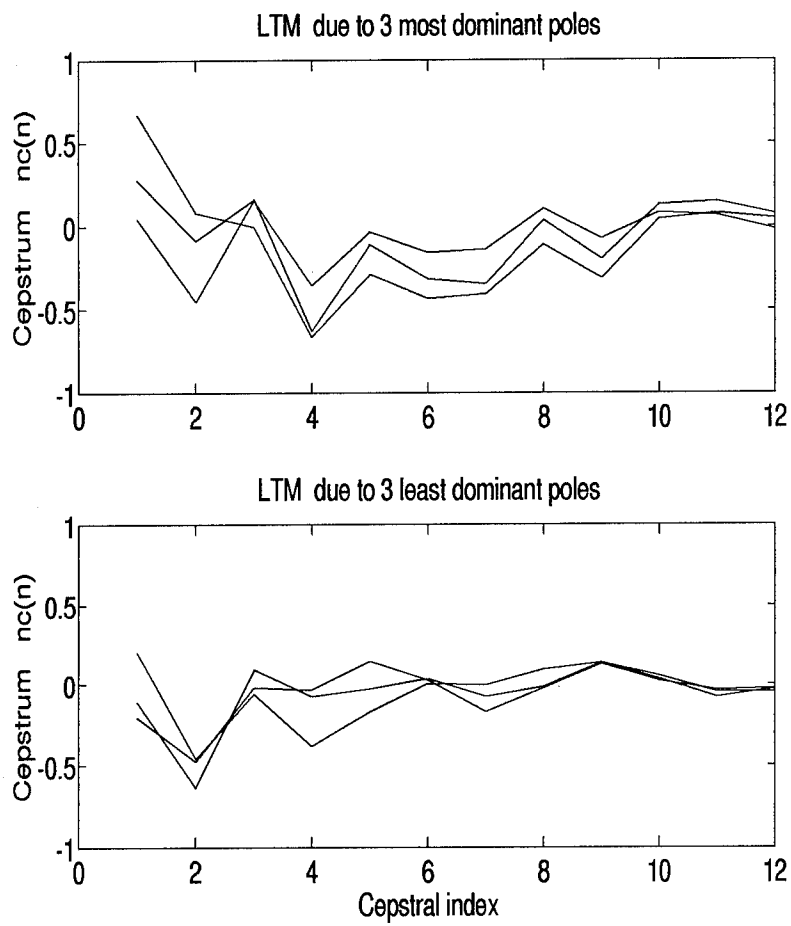 LTM due to 3 most dominant poles
Cepstrum nc(n)
1
0.5
0
-0.5
-1
0 2 4 6 8 10 12
LTM due to 3 least dominant poles
Cepstrum nc(n)
1
0.5
0
-0.5
-1
0 2 4 6 8 10 12
Cepstral index